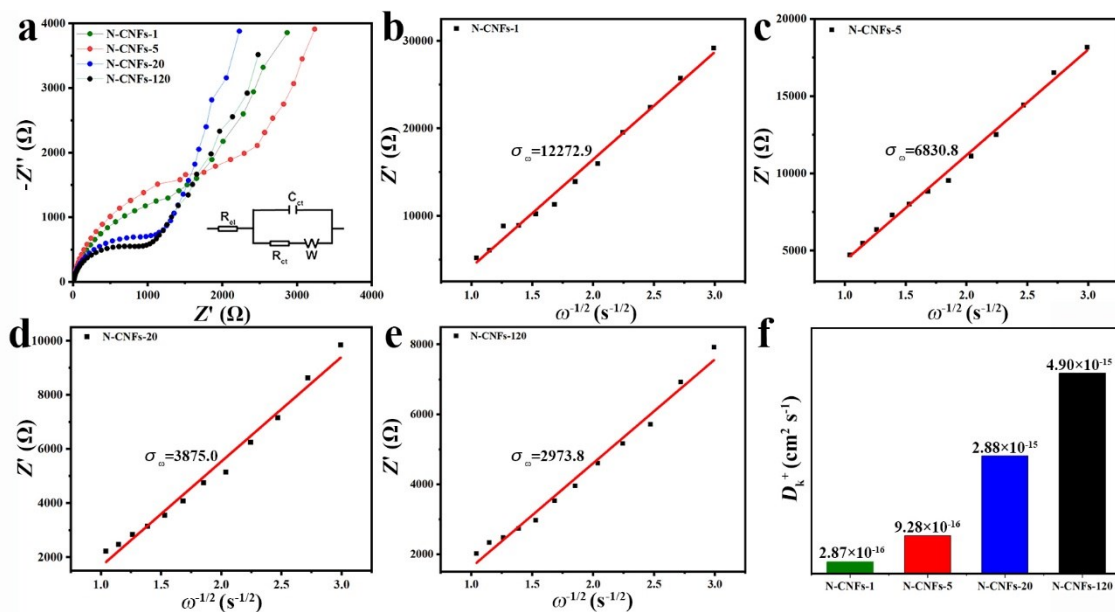 a
N-CNFs-1
N-CNFs-5
N-CNFs-20
N-CNFs-120
4000
3000
2000
1000
0
-Z'' (Ω)
0 1000 2000 3000 4000
Z' (Ω)
C_ct
R_el
R_ct W
b
N-CNFs-1
30000
20000
10000
Z' (Ω)
σ_ω=12272.9
1.0 1.5 2.0 2.5 3.0
ω^-1/2 (s^-1/2)
c
N-CNFs-5
20000
15000
10000
5000
Z' (Ω)
σ_ω=6830.8
1.0 1.5 2.0 2.5 3.0
ω^-1/2 (s^-1/2)
d
N-CNFs-20
10000
8000
6000
4000
2000
Z' (Ω)
σ_ω=3875.0
1.0 1.5 2.0 2.5 3.0
ω^-1/2 (s^-1/2)
e
N-CNFs-120
8000
6000
4000
2000
Z' (Ω)
σ_ω=2973.8
1.0 1.5 2.0 2.5 3.0
ω^-1/2 (s^-1/2)
f
D_k^+ (cm² s^-1)
2.87×10^-16
9.28×10^-16
2.88×10^-15
4.90×10^-15
N-CNFs-1 N-CNFs-5 N-CNFs-20 N-CNFs-120